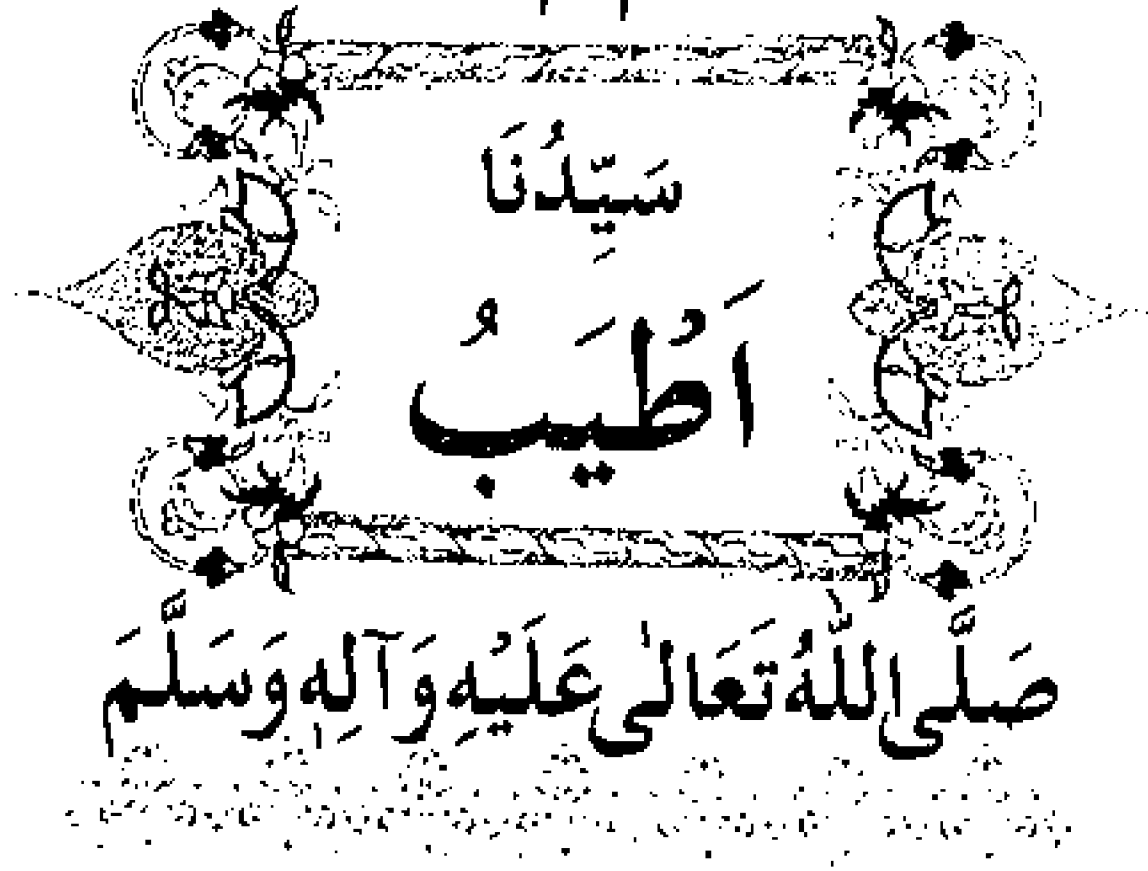 سَيِّدُنَا
اَطْيَبُ
صَلَّى اللّٰهُ تَعَالٰى عَلَيْهِ وَآلِهِ وَسَلَّمَ